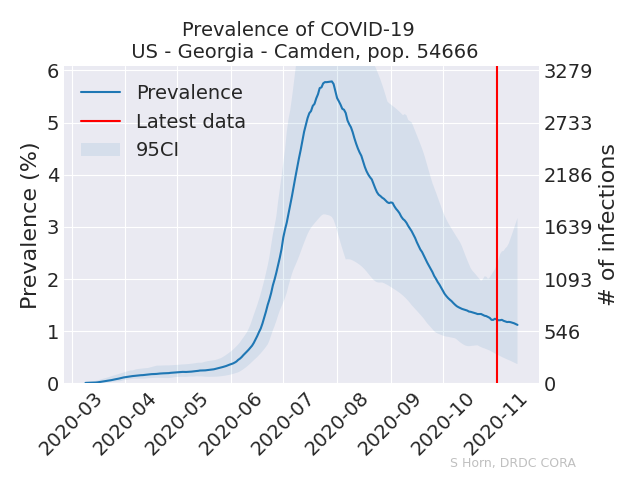 Prevalence of COVID-19
US - Georgia - Camden, pop. 54666
Prevalence
Latest data
95CI
Prevalence (%)
6
5
4
3
2
1
0
3279
2733
2186
1639
1093
546
0
# of infections
2020-03
2020-04
2020-05
2020-06
2020-07
2020-08
2020-09
2020-10
2020-11
S Horn, DRDC CORA